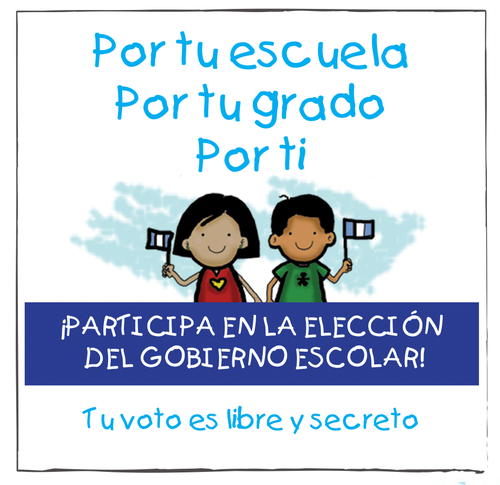 Por tu escuela
Por tu grado
Por ti
¡PARTICIPA EN LA ELECCIÓN
DEL GOBIERNO ESCOLAR!
Tu voto es libre y secreto